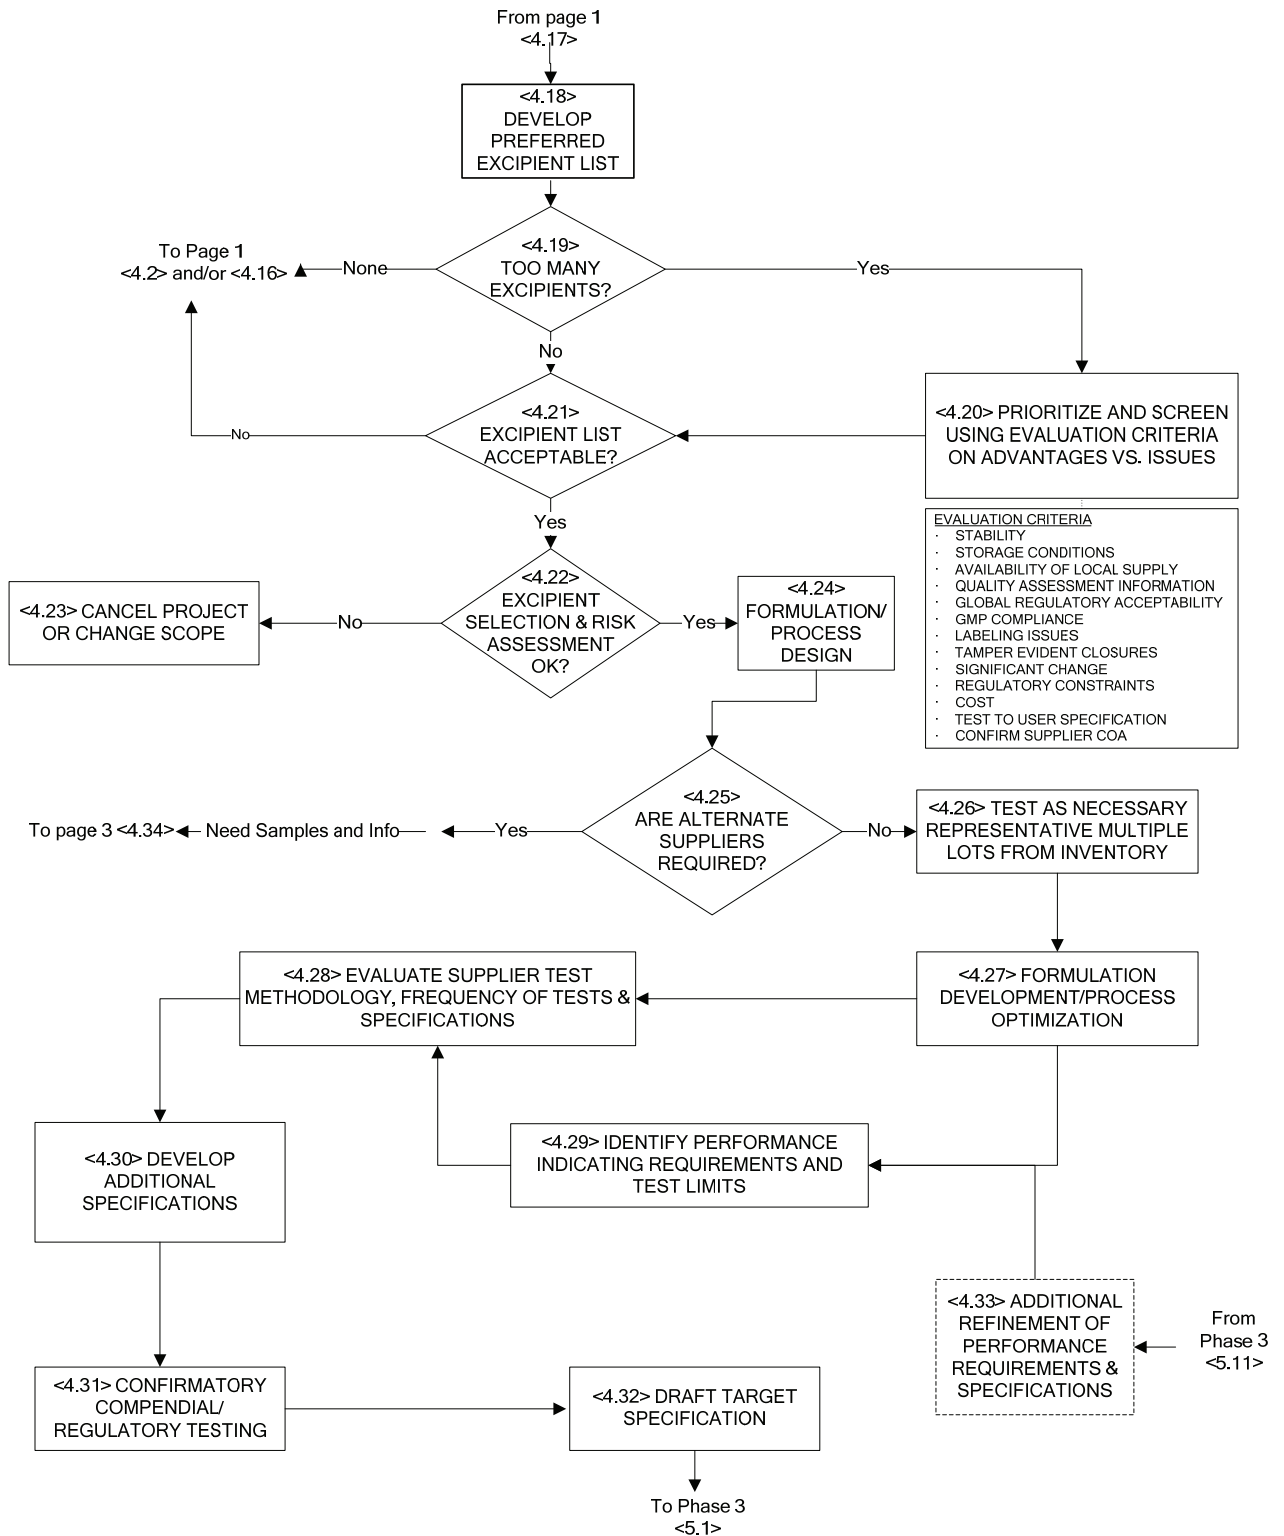 From page 1
<4.17>
<4.18>
DEVELOP
PREFERRED
EXCIPIENT LIST
To Page 1
<4.2> and/or <4.16>
None
<4.19>
TOO MANY
EXCIPIENTS?
Yes
No
<4.21>
EXCIPIENT LIST
ACCEPTABLE?
No
<4.20> PRIORITIZE AND SCREEN
USING EVALUATION CRITERIA
ON ADVANTAGES VS. ISSUES
Yes
EVALUATION CRITERIA
· STABILITY
· STORAGE CONDITIONS
· AVAILABILITY OF LOCAL SUPPLY
· QUALITY ASSESSMENT INFORMATION
· GLOBAL REGULATORY ACCEPTABILITY
· GMP COMPLIANCE
· LABELING ISSUES
· TAMPER EVIDENT CLOSURES
· SIGNIFICANT CHANGE
· REGULATORY CONSTRAINTS
· COST
· TEST TO USER SPECIFICATION
· CONFIRM SUPPLIER COA
<4.23> CANCEL PROJECT
OR CHANGE SCOPE
No
<4.22>
EXCIPIENT
SELECTION & RISK
ASSESSMENT
OK?
Yes
<4.24>
FORMULATION/
PROCESS
DESIGN
To page 3 <4.34>
Need Samples and Info
Yes
<4.25>
ARE ALTERNATE
SUPPLIERS
REQUIRED?
No
<4.26> TEST AS NECESSARY
REPRESENTATIVE MULTIPLE
LOTS FROM INVENTORY
<4.28> EVALUATE SUPPLIER TEST
METHODOLOGY, FREQUENCY OF TESTS &
SPECIFICATIONS
<4.27> FORMULATION
DEVELOPMENT/PROCESS
OPTIMIZATION
<4.30> DEVELOP
ADDITIONAL
SPECIFICATIONS
<4.29> IDENTIFY PERFORMANCE
INDICATING REQUIREMENTS AND
TEST LIMITS
<4.33> ADDITIONAL
REFINEMENT OF
PERFORMANCE
REQUIREMENTS &
SPECIFICATIONS
From
Phase 3
<5.11>
<4.31> CONFIRMATORY
COMPENDIAL/
REGULATORY TESTING
<4.32> DRAFT TARGET
SPECIFICATION
To Phase 3
<5.1>